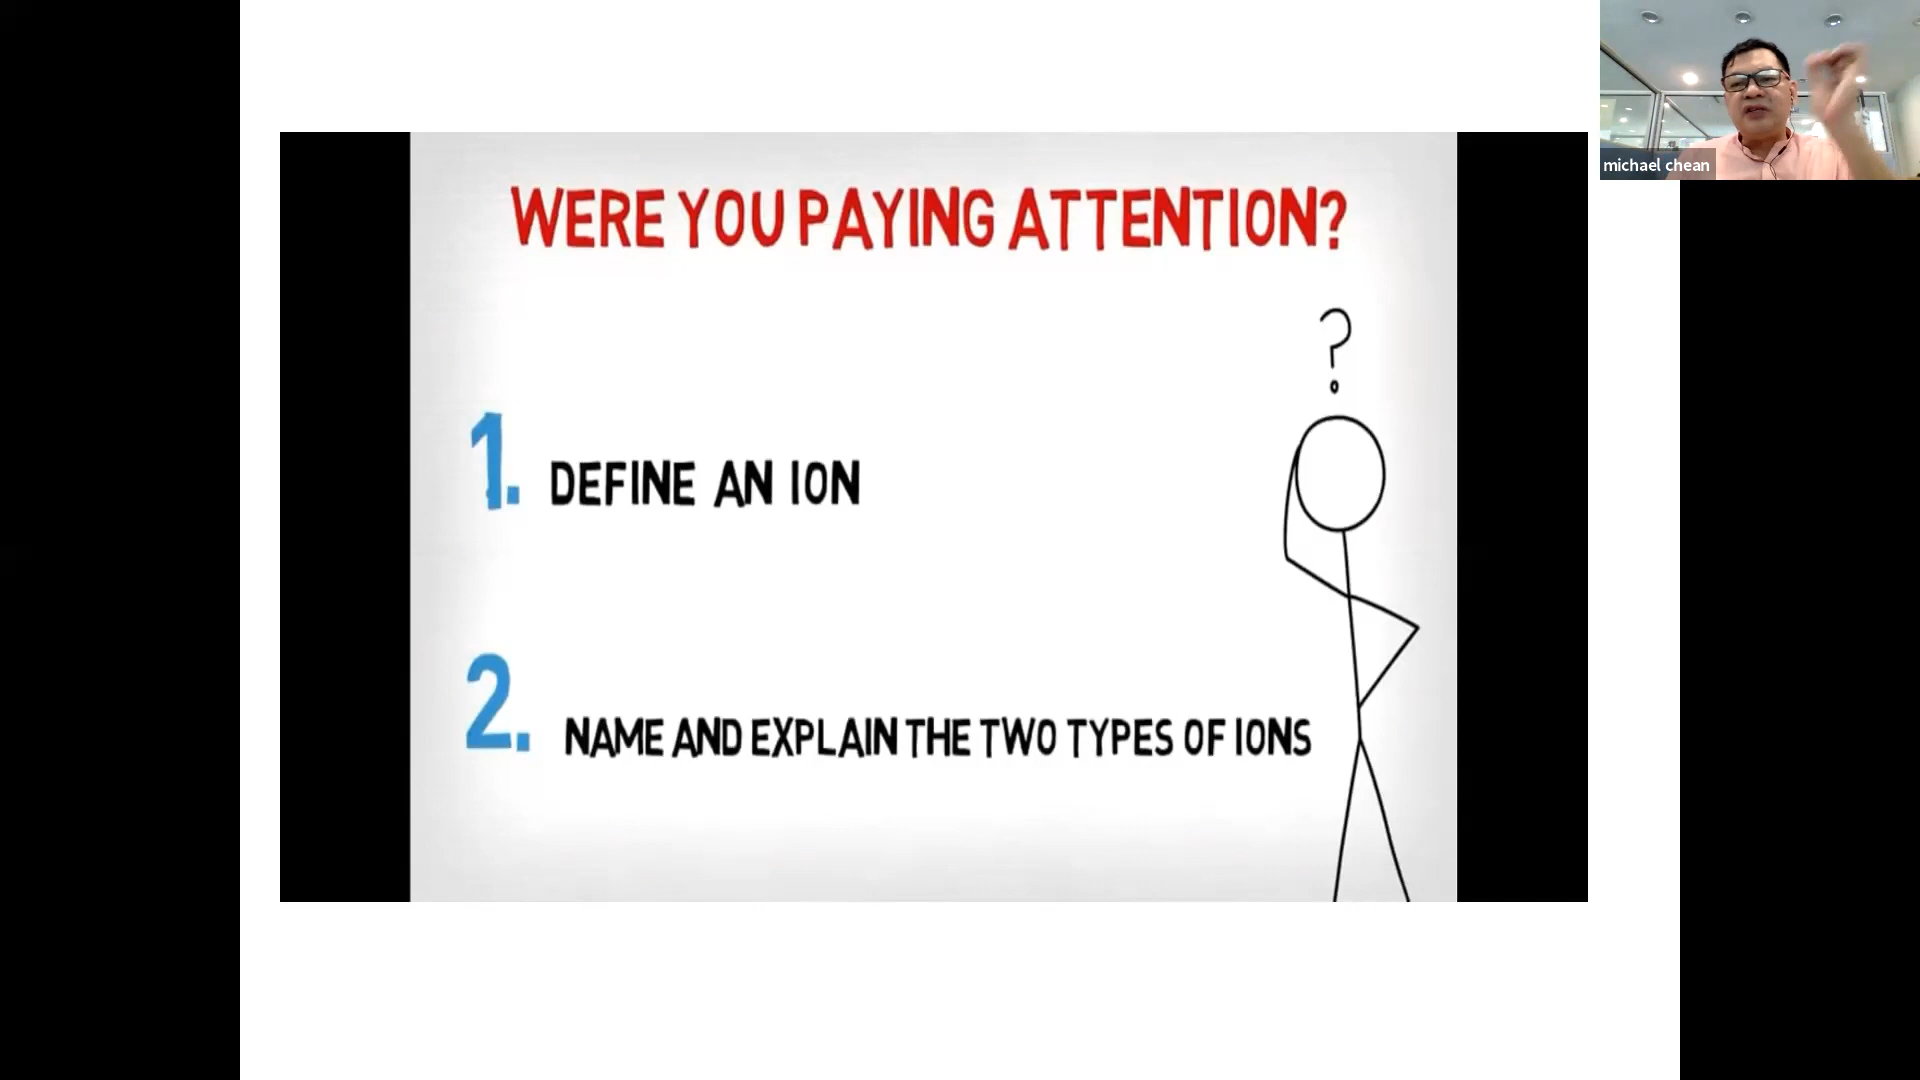 michael chean
WERE YOU PAYING ATTENTION?
?
1. DEFINE AN ION
2. NAME AND EXPLAIN THE TWO TYPES OF IONS